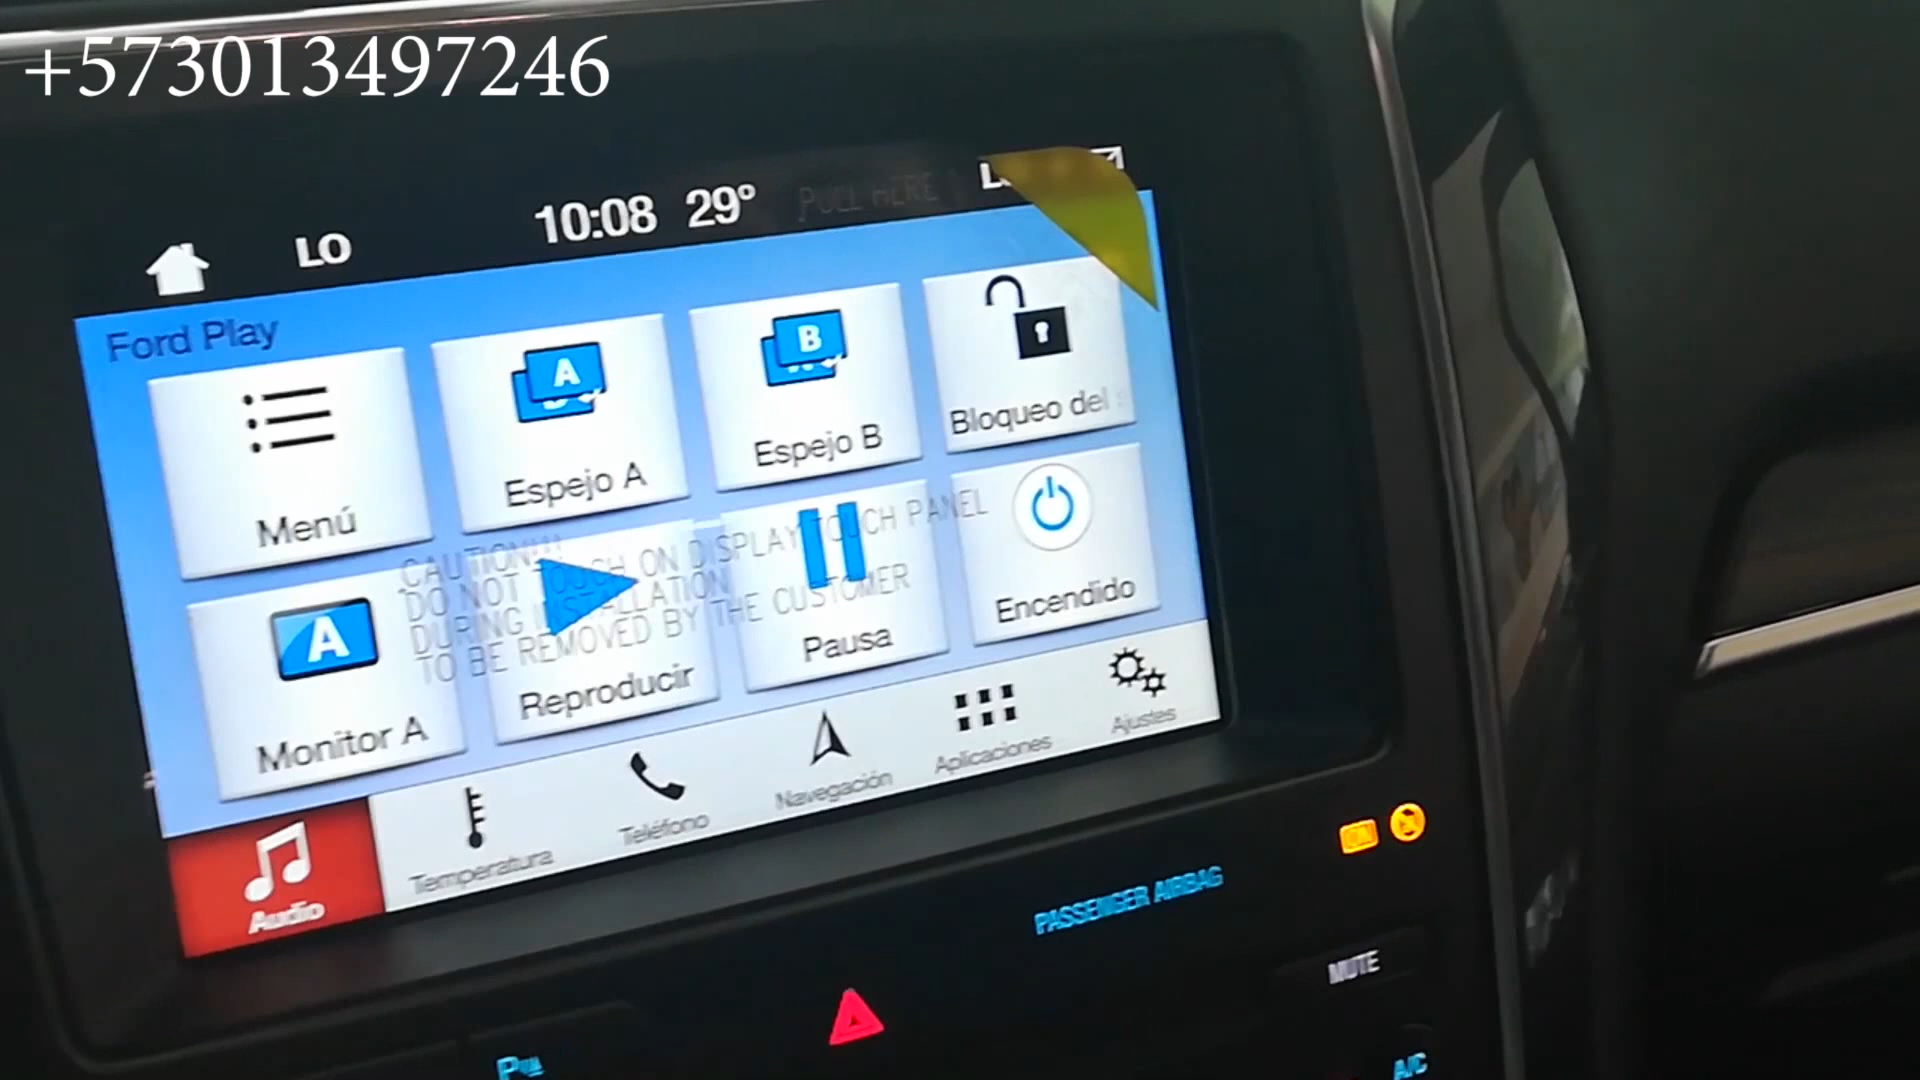 +573013497246
LO 10:08 29° PULL HERE
Ford Play
Menú Espejo A Espejo B Bloqueo del
A B
CAUTION!!!
DO NOT TOUCH ON DISPLAY TOUCH PANEL
DURING INSTALLATION
TO BE REMOVED BY THE CUSTOMER
A
Monitor A Reproducir Pausa Encendido
Audio Temperatura Teléfono Navegación Aplicaciones Ajustes
PASSENGER AIRBAG
MUTE
A/C